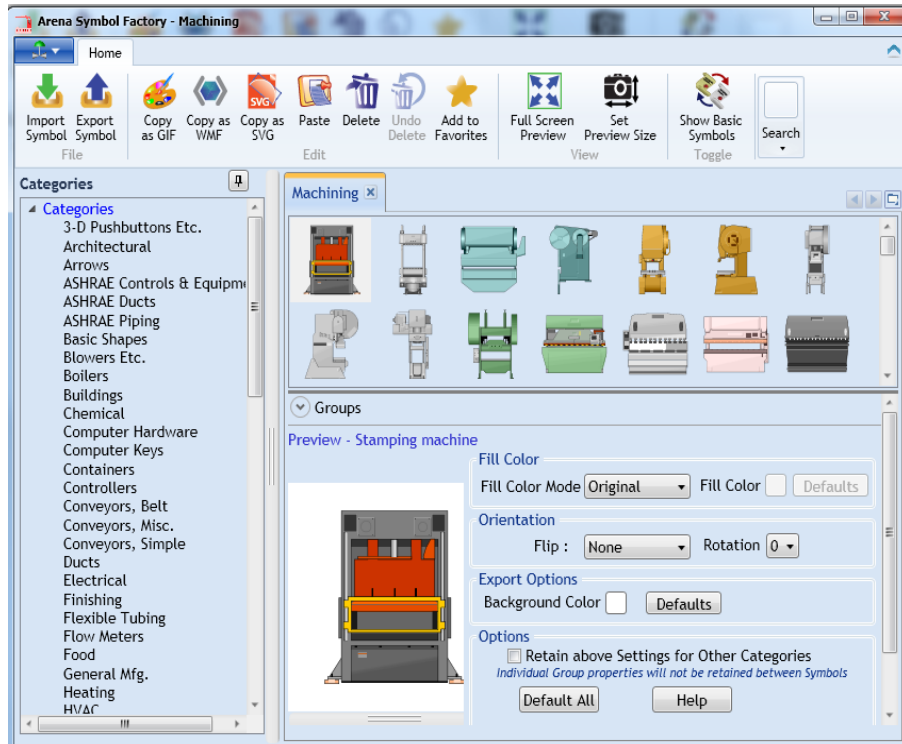 Arena Symbol Factory - Machining
Home
Import Symbol
Export Symbol
File
Copy as GIF
Copy as WMF
SVG
Copy as SVG
Paste
Delete
Undo Delete
Add to Favorites
Edit
Full Screen Preview
Set Preview Size
View
Show Basic Symbols
Toggle
Search
Categories
Categories
3-D Pushbuttons Etc.
Architectural
Arrows
ASHRAE Controls & Equipme
ASHRAE Ducts
ASHRAE Piping
Basic Shapes
Blowers Etc.
Boilers
Buildings
Chemical
Computer Hardware
Computer Keys
Containers
Controllers
Conveyors, Belt
Conveyors, Misc.
Conveyors, Simple
Ducts
Electrical
Finishing
Flexible Tubing
Flow Meters
Food
General Mfg.
Heating
HVAC
Machining
Groups
Preview - Stamping machine
Fill Color
Fill Color Mode Original Fill Color Defaults
Orientation
Flip : None Rotation 0
Export Options
Background Color Defaults
Options
Retain above Settings for Other Categories
Individual Group properties will not be retained between Symbols
Default All Help